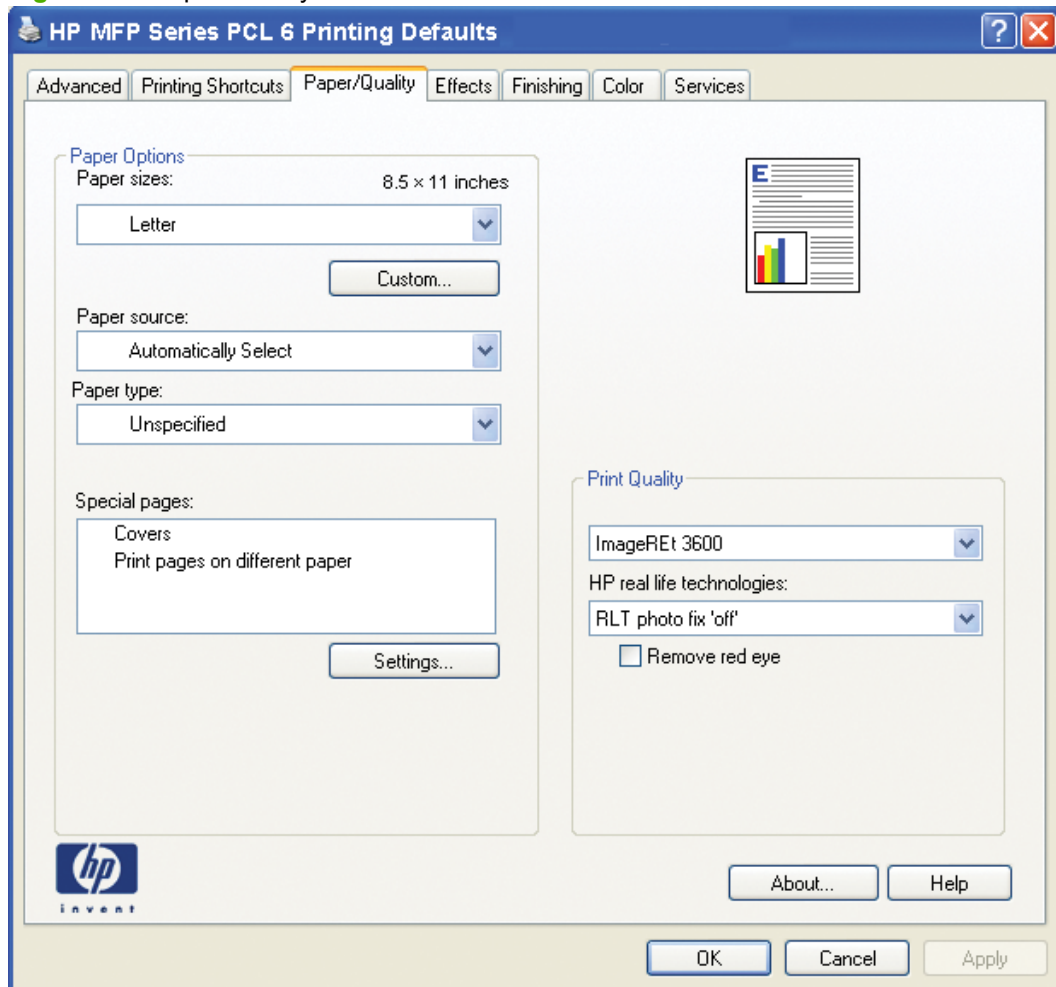 HP MFP Series PCL 6 Printing Defaults
Advanced Printing Shortcuts Paper/Quality Effects Finishing Color Services
Paper Options
Paper sizes: 8.5 × 11 inches
Letter
Custom...
Paper source:
Automatically Select
Paper type:
Unspecified
Special pages:
Covers
Print pages on different paper
Settings...
E
Print Quality
ImageREt 3600
HP real life technologies:
RLT photo fix 'off'
Remove red eye
hp
invent
About... Help
OK Cancel Apply